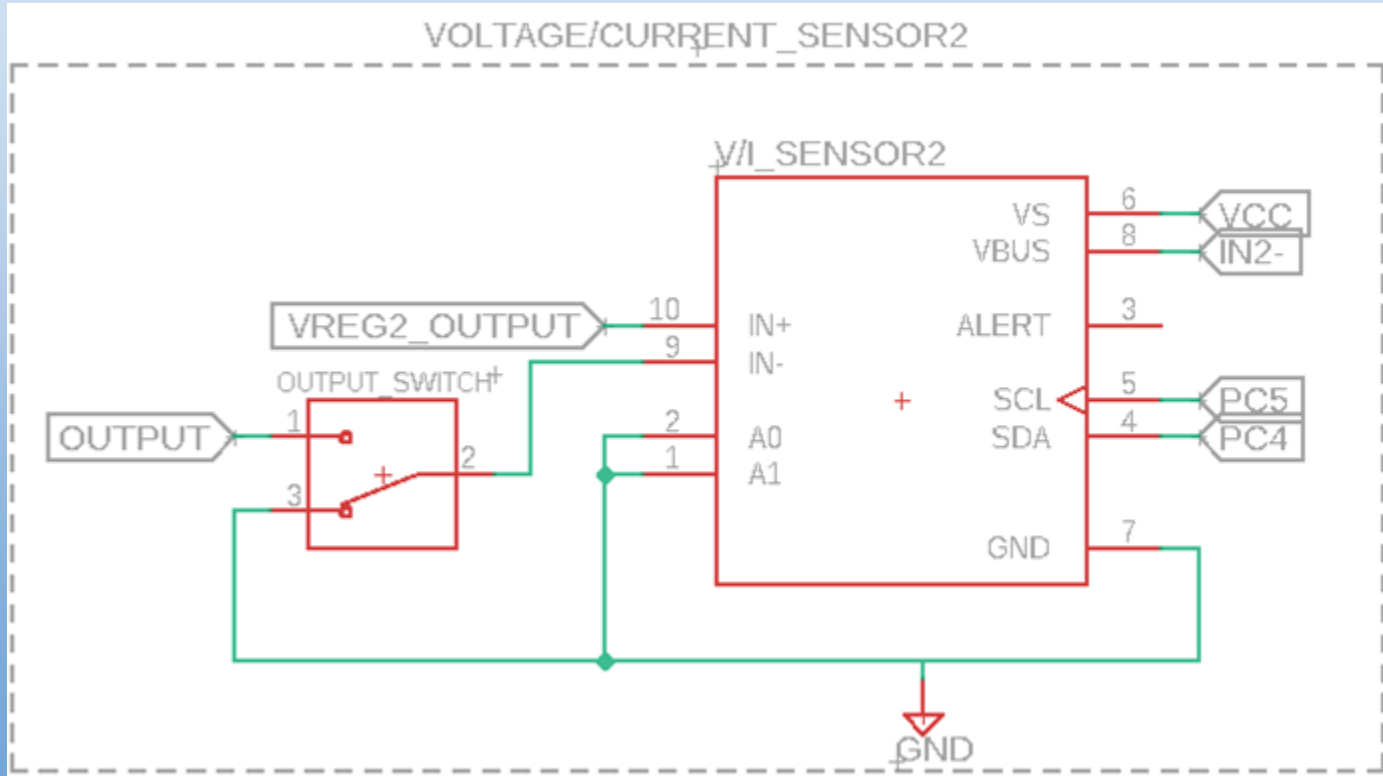 VOLTAGE/CURRENT_SENSOR2
V/I_SENSOR2
VS 6 VCC
VBUS 8 IN2-
VREG2_OUTPUT 10 IN+ ALERT 3
9 IN-
OUTPUT_SWITCH
SCL 5 PC5
OUTPUT 1 2 A0 SDA 4 PC4
2 1 A1
3
GND 7
GND